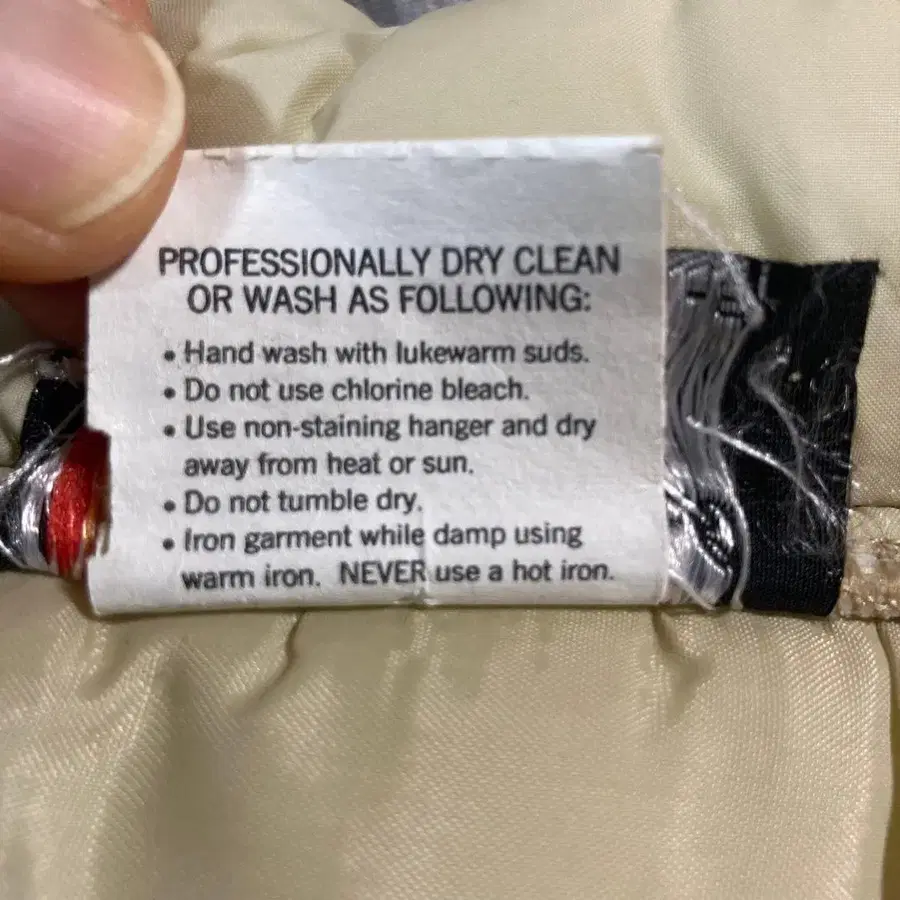 PROFESSIONALLY DRY CLEAN
OR WASH AS FOLLOWING:
• Hand wash with lukewarm suds.
• Do not use chlorine bleach.
• Use non-staining hanger and dry
away from heat or sun.
• Do not tumble dry.
• Iron garment while damp using
warm iron. NEVER use a hot iron.